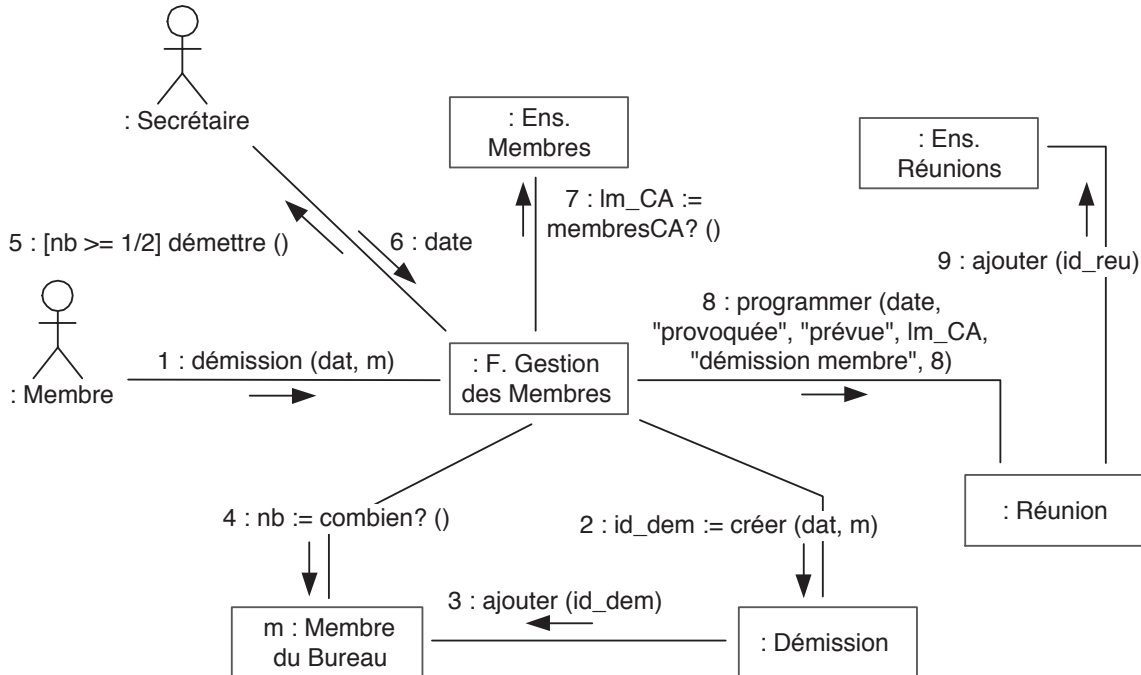 : Secrétaire
: Ens.
Membres
: Ens.
Réunions
5 : [nb >= 1/2] démettre ()
6 : date
7 : lm_CA :=
membresCA? ()
9 : ajouter (id_reu)
8 : programmer (date,
"provoquée", "prévue", lm_CA,
"démission membre", 8)
: Membre
1 : démission (dat, m)
: F. Gestion
des Membres
: Réunion
4 : nb := combien? ()
2 : id_dem := créer (dat, m)
3 : ajouter (id_dem)
m : Membre
du Bureau
: Démission